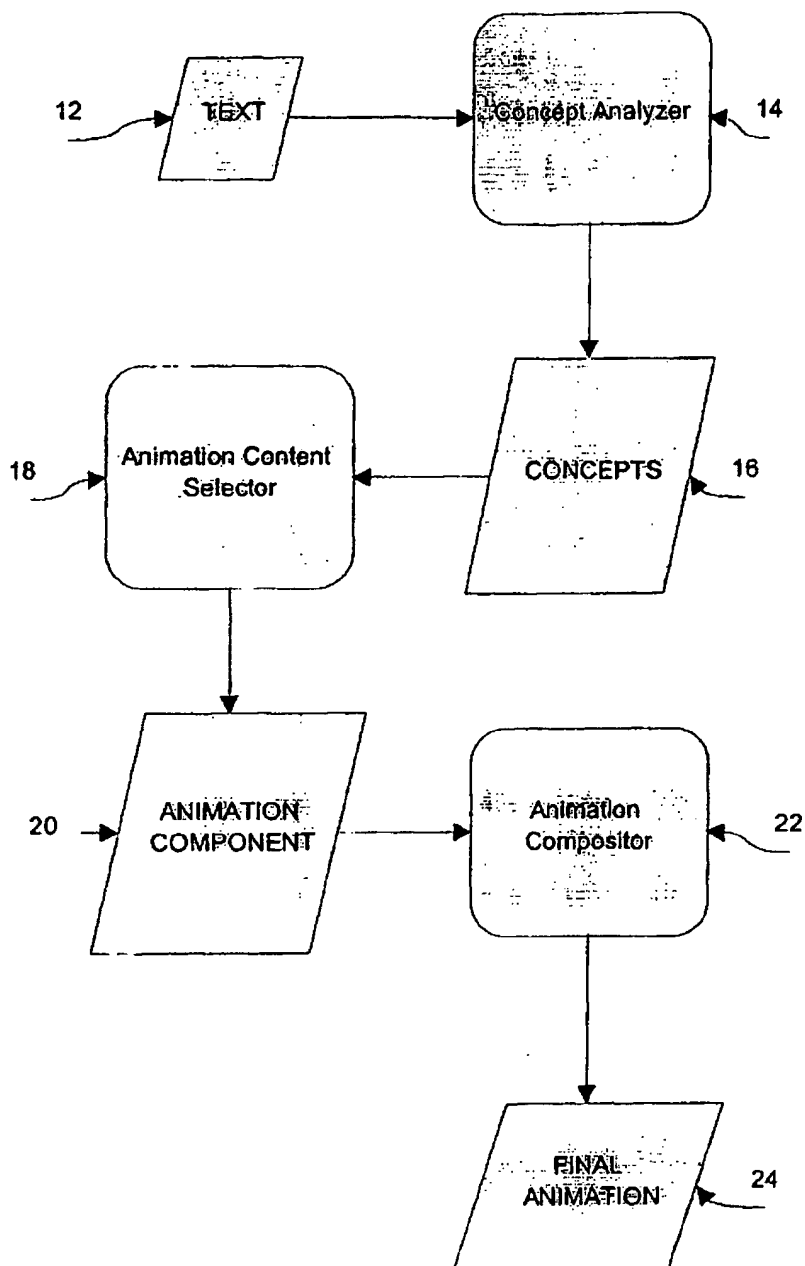 12
TEXT
Concept Analyzer
14
18
Animation Content
Selector
CONCEPTS
16
20
ANIMATION
COMPONENT
Animation
Compositor
22
FINAL
ANIMATION
24